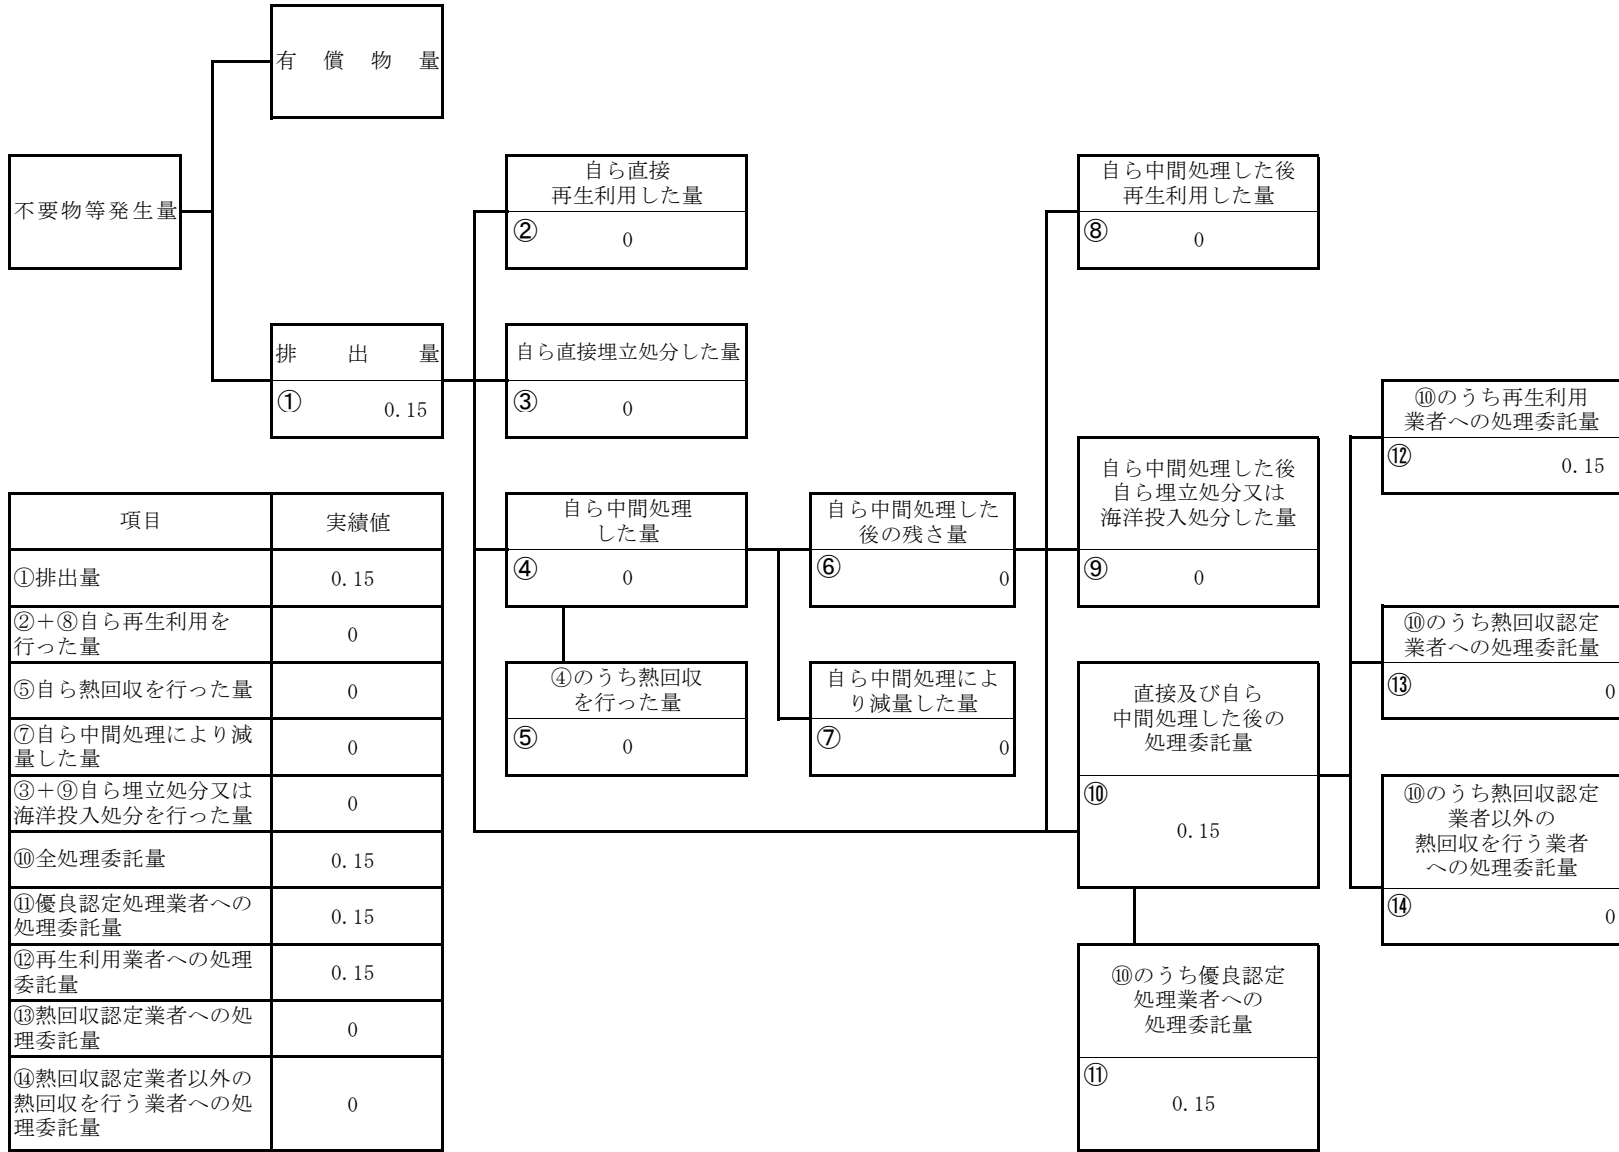 有償物量
不要物等発生量
自ら直接
再生利用した量
② 0
自ら中間処理した後
再生利用した量
⑧ 0
排出量
① 0.15
自ら直接埋立処分した量
③ 0
⑩のうち再生利用
業者への処理委託量
⑫ 0.15
自ら中間処理した後
自ら埋立処分又は
海洋投入処分した量
⑨ 0
自ら中間処理
した量
④ 0
自ら中間処理した
後の残さ量
⑥ 0
④のうち熱回収
を行った量
⑤ 0
自ら中間処理によ
り減量した量
⑦ 0
直接及び自ら
中間処理した後の
処理委託量
⑩
0.15
⑩のうち熱回収認定
業者への処理委託量
⑬ 0
⑩のうち熱回収認定
業者以外の
熱回収を行う業者
への処理委託量
⑭ 0
⑩のうち優良認定
処理業者への
処理委託量
⑪
0.15
項目 実績値
①排出量 0.15
②＋⑧自ら再生利用を
行った量 0
⑤自ら熱回収を行った量 0
⑦自ら中間処理により減
量した量 0
③＋⑨自ら埋立処分又は
海洋投入処分を行った量 0
⑩全処理委託量 0.15
⑪優良認定処理業者への
処理委託量 0.15
⑫再生利用業者への処理
委託量 0.15
⑬熱回収認定業者への処
理委託量 0
⑭熱回収認定業者以外の
熱回収を行う業者への処
理委託量 0